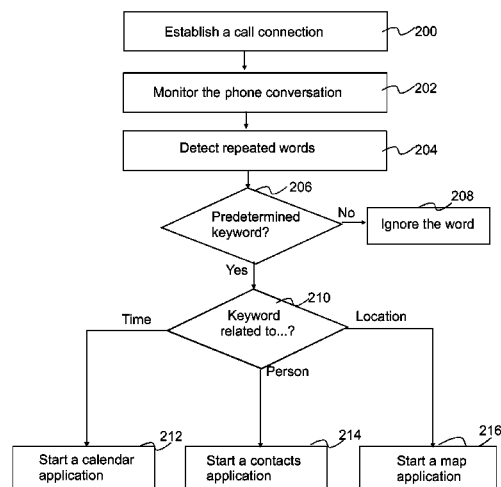 Establish a call connection
200
Monitor the phone conversation
202
Detect repeated words
204
206
Predetermined
keyword?
No
208
Ignore the word
Yes
210
Keyword
related to...?
Time
Location
Person
212
Start a calendar
application
214
Start a contacts
application
216
Start a map
application